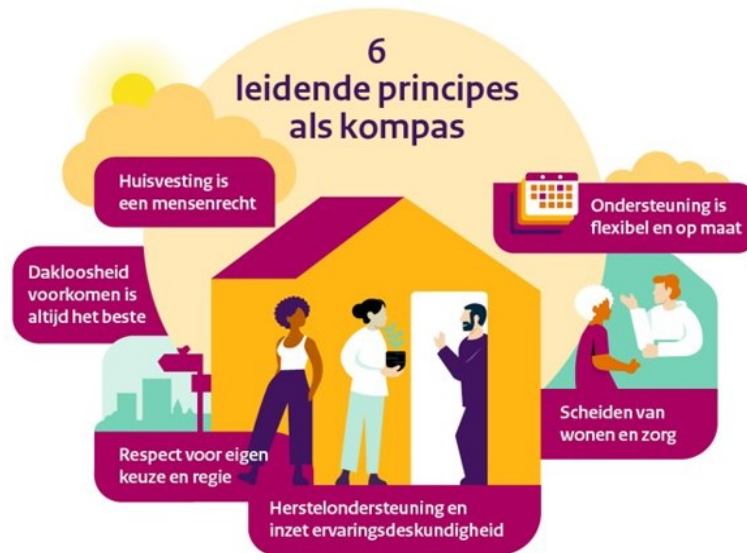 6
leidende principes
als kompas
Huisvesting is
een mensenrecht
Ondersteuning is
flexibel en op maat
Dakloosheid
voorkomen is
altijd het beste
Scheiden van
wonen en zorg
Respect voor eigen
keuze en regie
Herstelondersteuning en
inzet ervaringsdeskundigheid